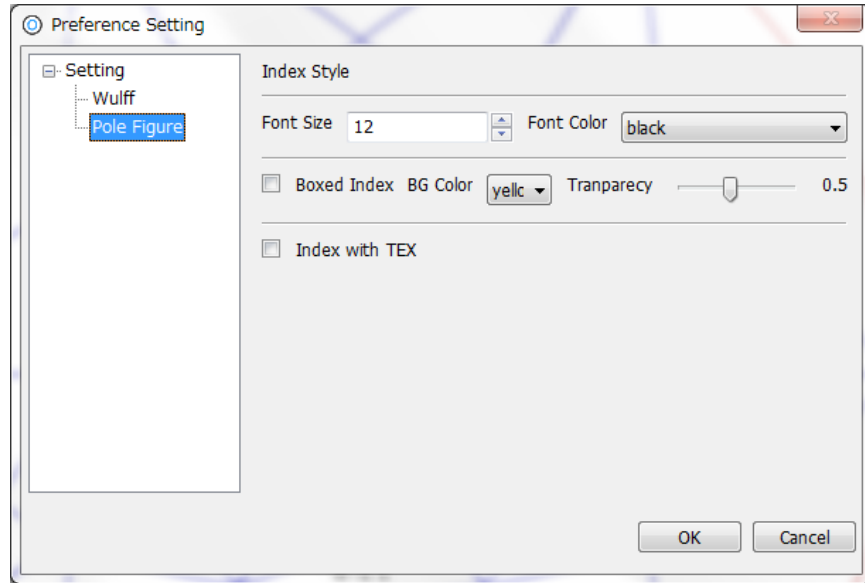 Preference Setting
Setting
Wulff
Pole Figure
Index Style
Font Size 12 Font Color black
Boxed Index BG Color yellc Tranparecy 0.5
Index with TEX
OK Cancel